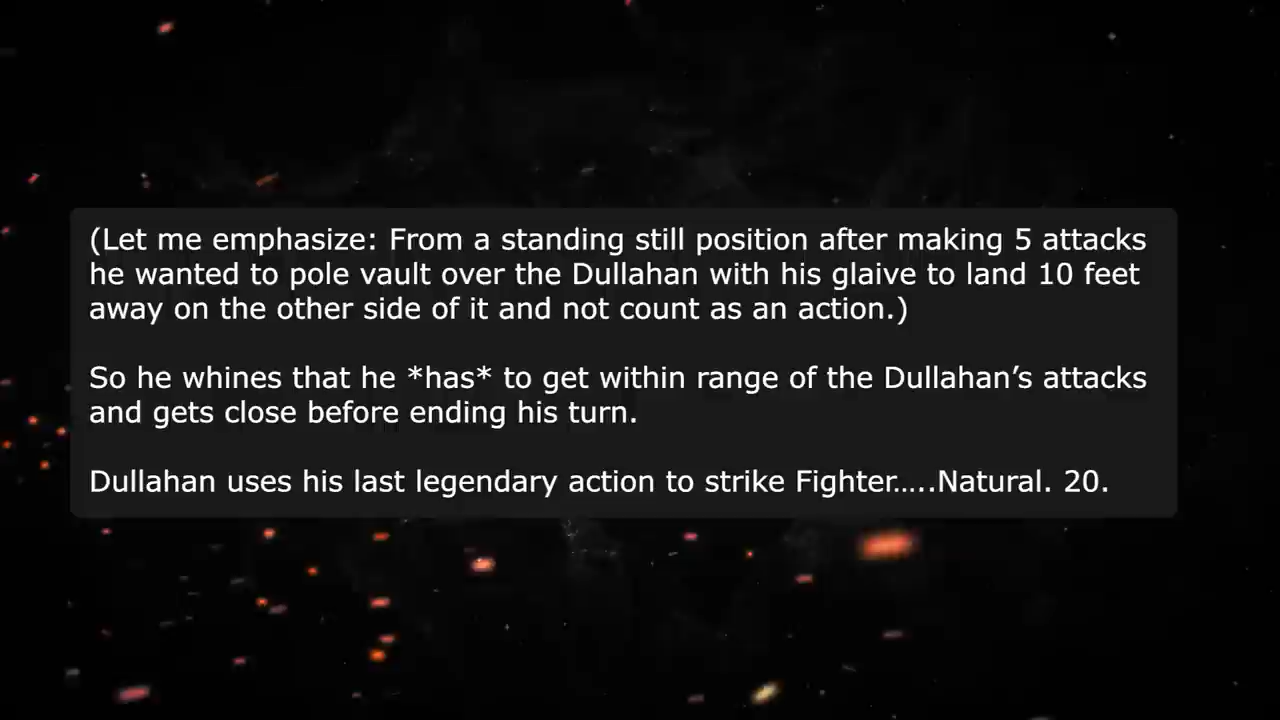 (Let me emphasize: From a standing still position after making 5 attacks
he wanted to pole vault over the Dullahan with his glaive to land 10 feet
away on the other side of it and not count as an action.)
So he whines that he *has* to get within range of the Dullahan’s attacks
and gets close before ending his turn.
Dullahan uses his last legendary action to strike Fighter…..Natural. 20.